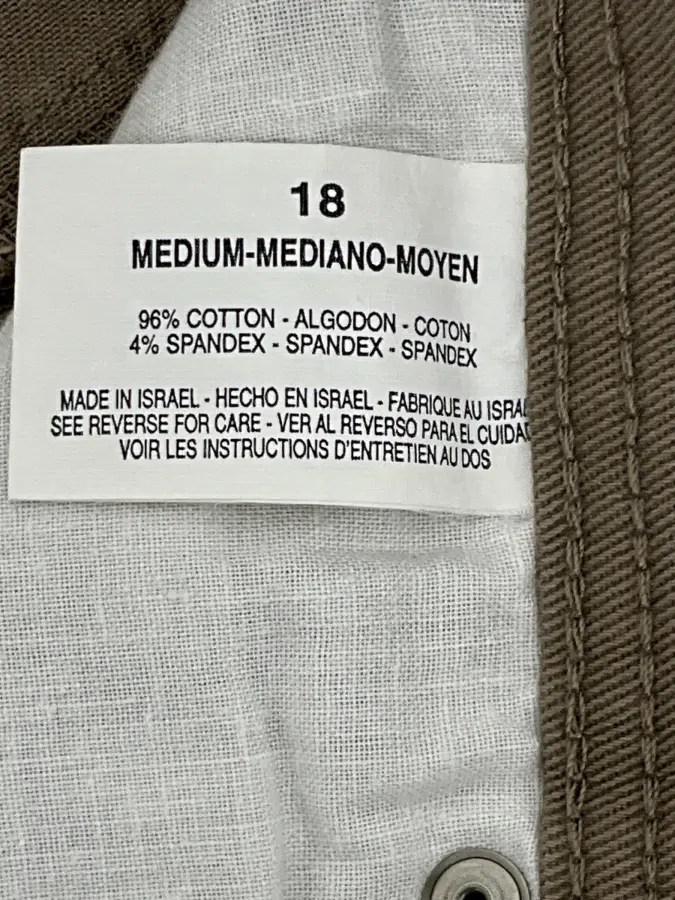 18
MEDIUM-MEDIANO-MOYEN
96% COTTON - ALGODON - COTON
4% SPANDEX - SPANDEX - SPANDEX
MADE IN ISRAEL - HECHO EN ISRAEL - FABRIQUE AU
SEE REVERSE FOR CARE - VER AL REVERSO PARA EL
VOIR LES INSTRUCTIONS D'ENTRETIEN AU DOS